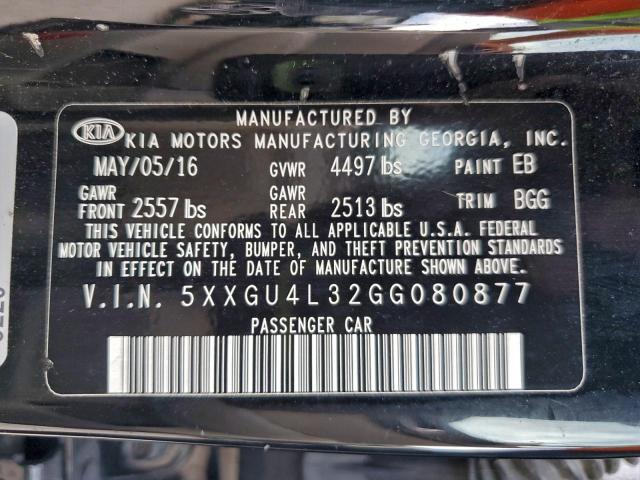 MANUFACTURED BY
KIA KIA MOTORS MANUFACTURING GEORGIA, INC.
MAY/05/16 GVWR 4497 lbs PAINT EB
GAWR FRONT 2557 lbs GAWR REAR 2513 lbs TRIM BGG
THIS VEHICLE CONFORMS TO ALL APPLICABLE U.S.A. FEDERAL
MOTOR VEHICLE SAFETY, BUMPER, AND THEFT PREVENTION STANDARDS
IN EFFECT ON THE DATE OF MANUFACTURE SHOWN ABOVE.
V.I.N. 5XXGU4L32GG080877
PASSENGER CAR